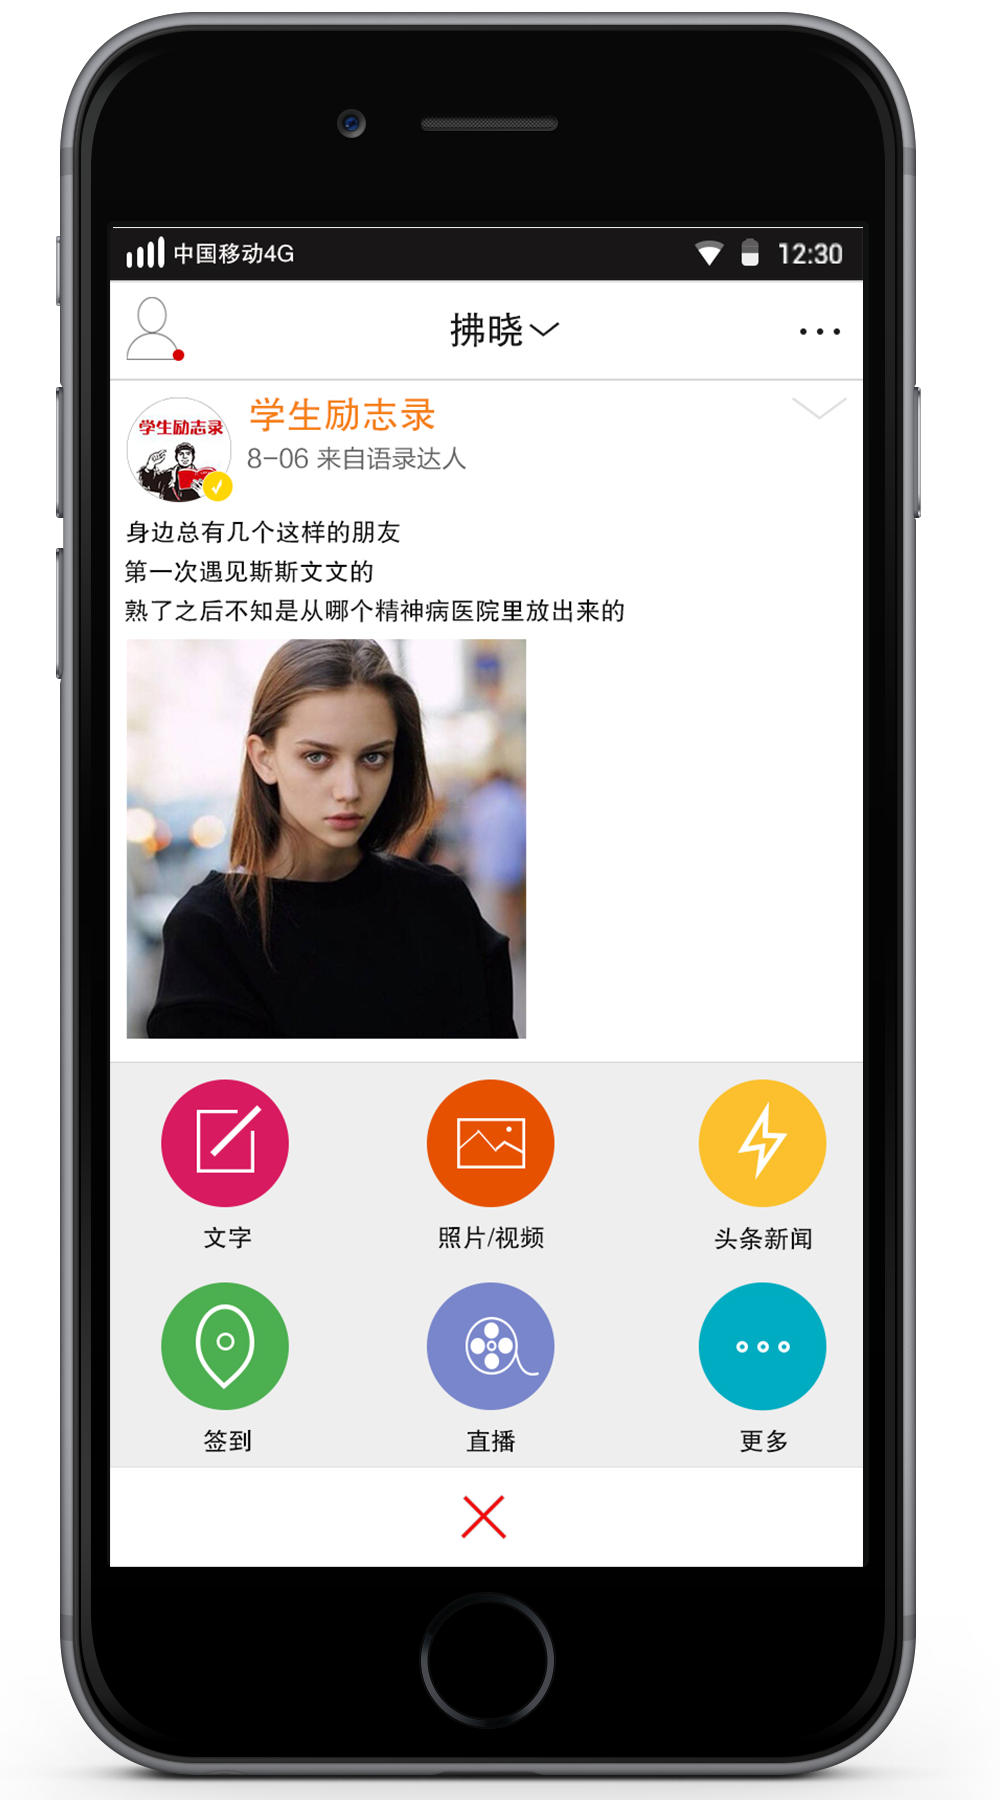 中国移动4G
12:30
拂晓
学生励志录
学生励志录
8-06 来自语录达人
身边总有几个这样的朋友
第一次遇见斯斯文文的
熟了之后不知是从哪个精神病医院里放出来的
文字
照片/视频
头条新闻
签到
直播
更多